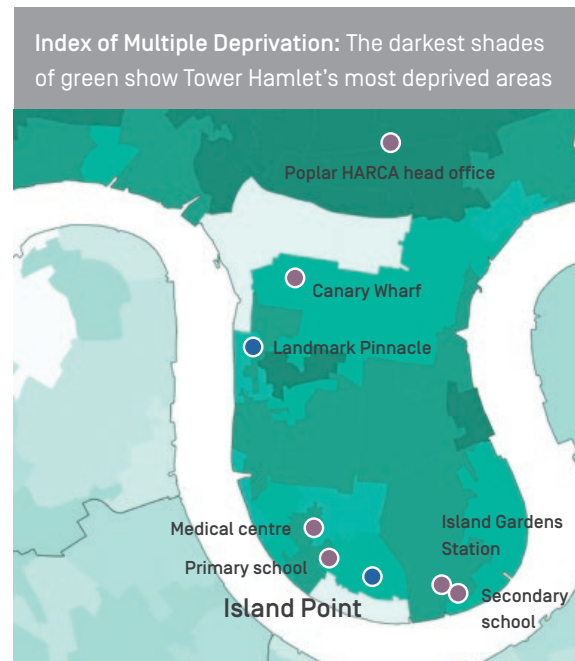 Index of Multiple Deprivation: The darkest shades
of green show Tower Hamlet's most deprived areas
Poplar HARCA head office
Canary Wharf
Landmark Pinnacle
Medical centre
Island Gardens
Station
Primary school
Island Point
Secondary
school